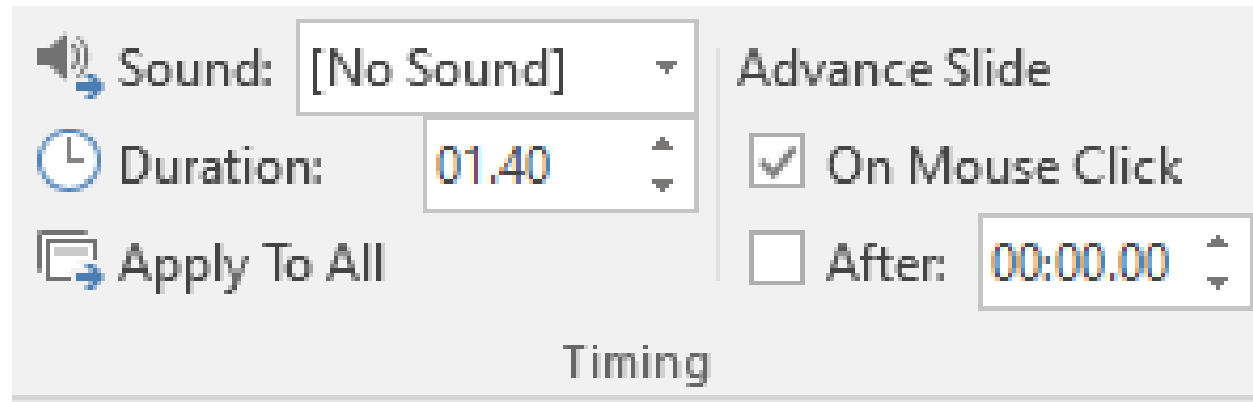 Sound: [No Sound]
Duration: 01.40
Apply To All
Advance Slide
On Mouse Click
After: 00:00.00
Timing